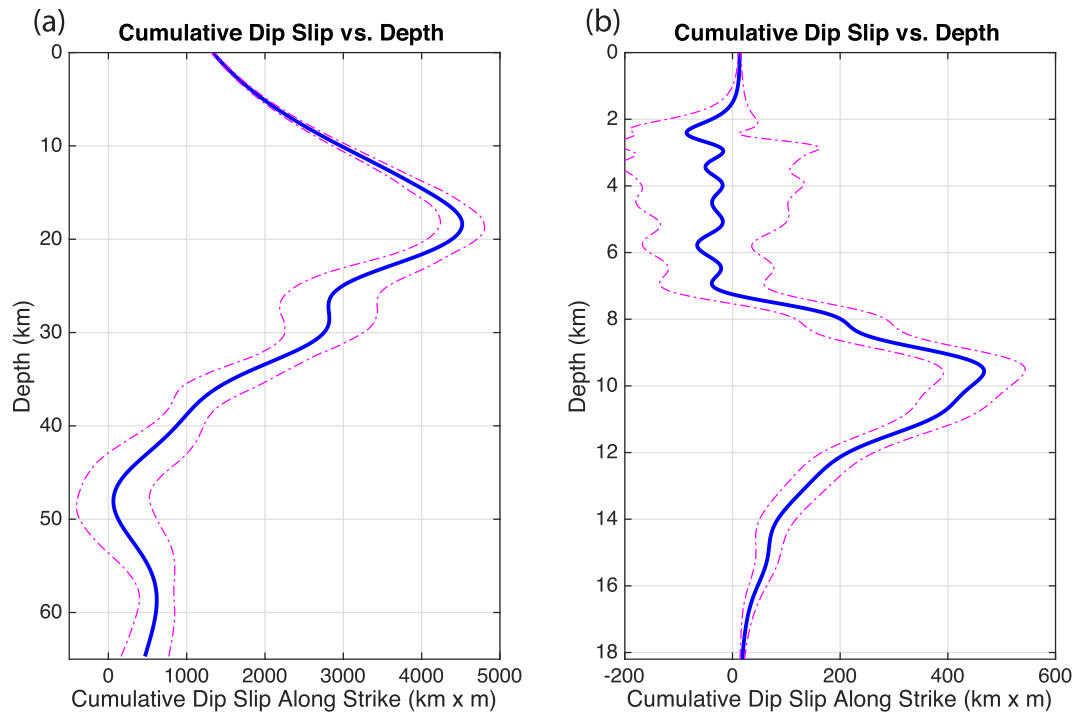 (a)
Cumulative Dip Slip vs. Depth
0
10
20
30
40
50
60
Depth (km)
0 1000 2000 3000 4000 5000
Cumulative Dip Slip Along Strike (km x m)
(b)
Cumulative Dip Slip vs. Depth
0
2
4
6
8
10
12
14
16
18
Depth (km)
-200 0 200 400 600
Cumulative Dip Slip Along Strike (km x m)